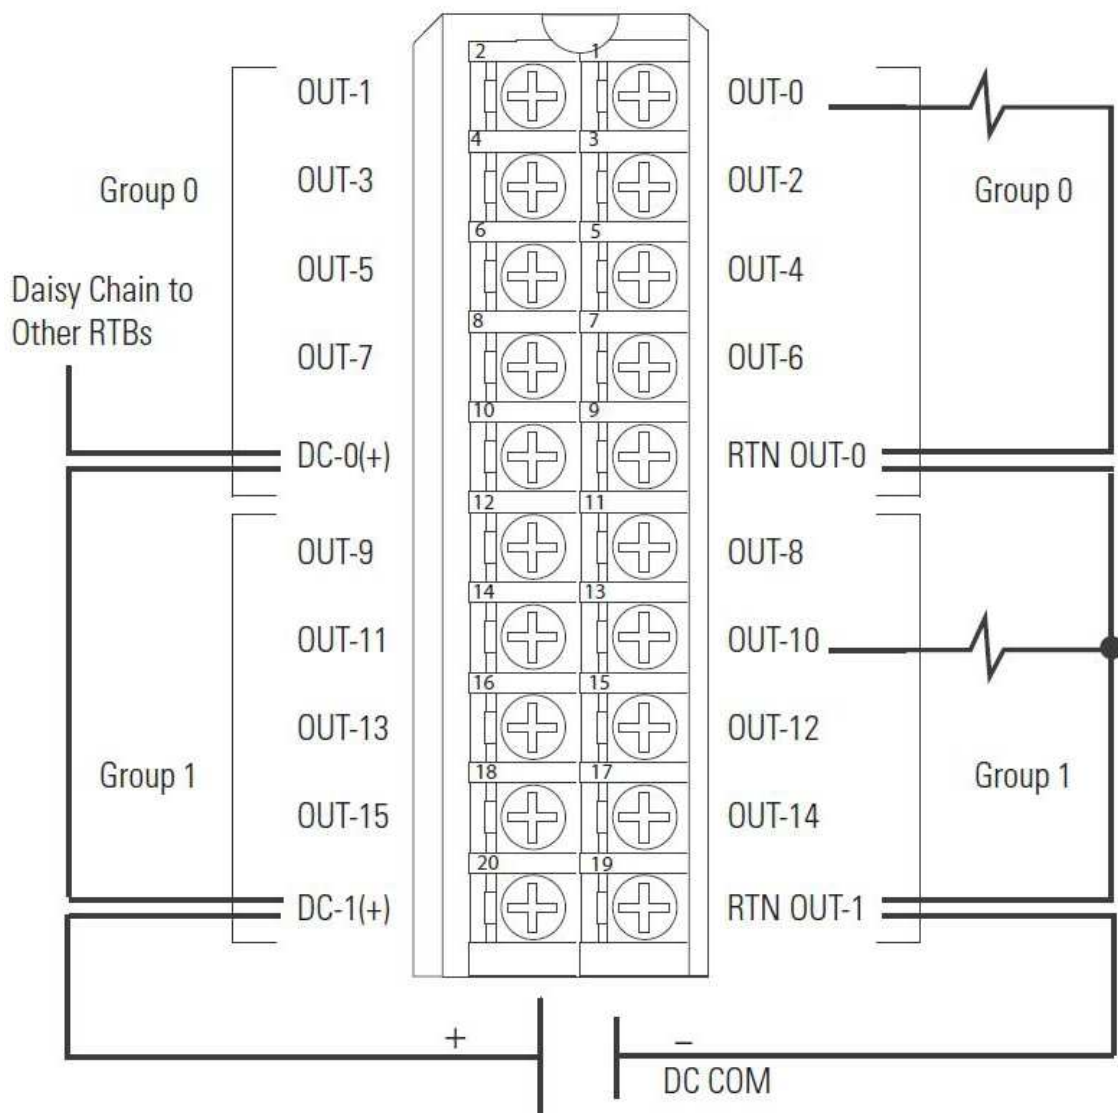 2 1
OUT-1 OUT-0
4 3
OUT-3 OUT-2
Group 0 Group 0
6 5
OUT-5 OUT-4
Daisy Chain to
Other RTBs
8 7
OUT-7 OUT-6
10 9
DC-0(+) RTN OUT-0
12 11
OUT-9 OUT-8
14 13
OUT-11 OUT-10
16 15
OUT-13 OUT-12
Group 1 Group 1
18 17
OUT-15 OUT-14
20 19
DC-1(+) RTN OUT-1
+ –
DC COM